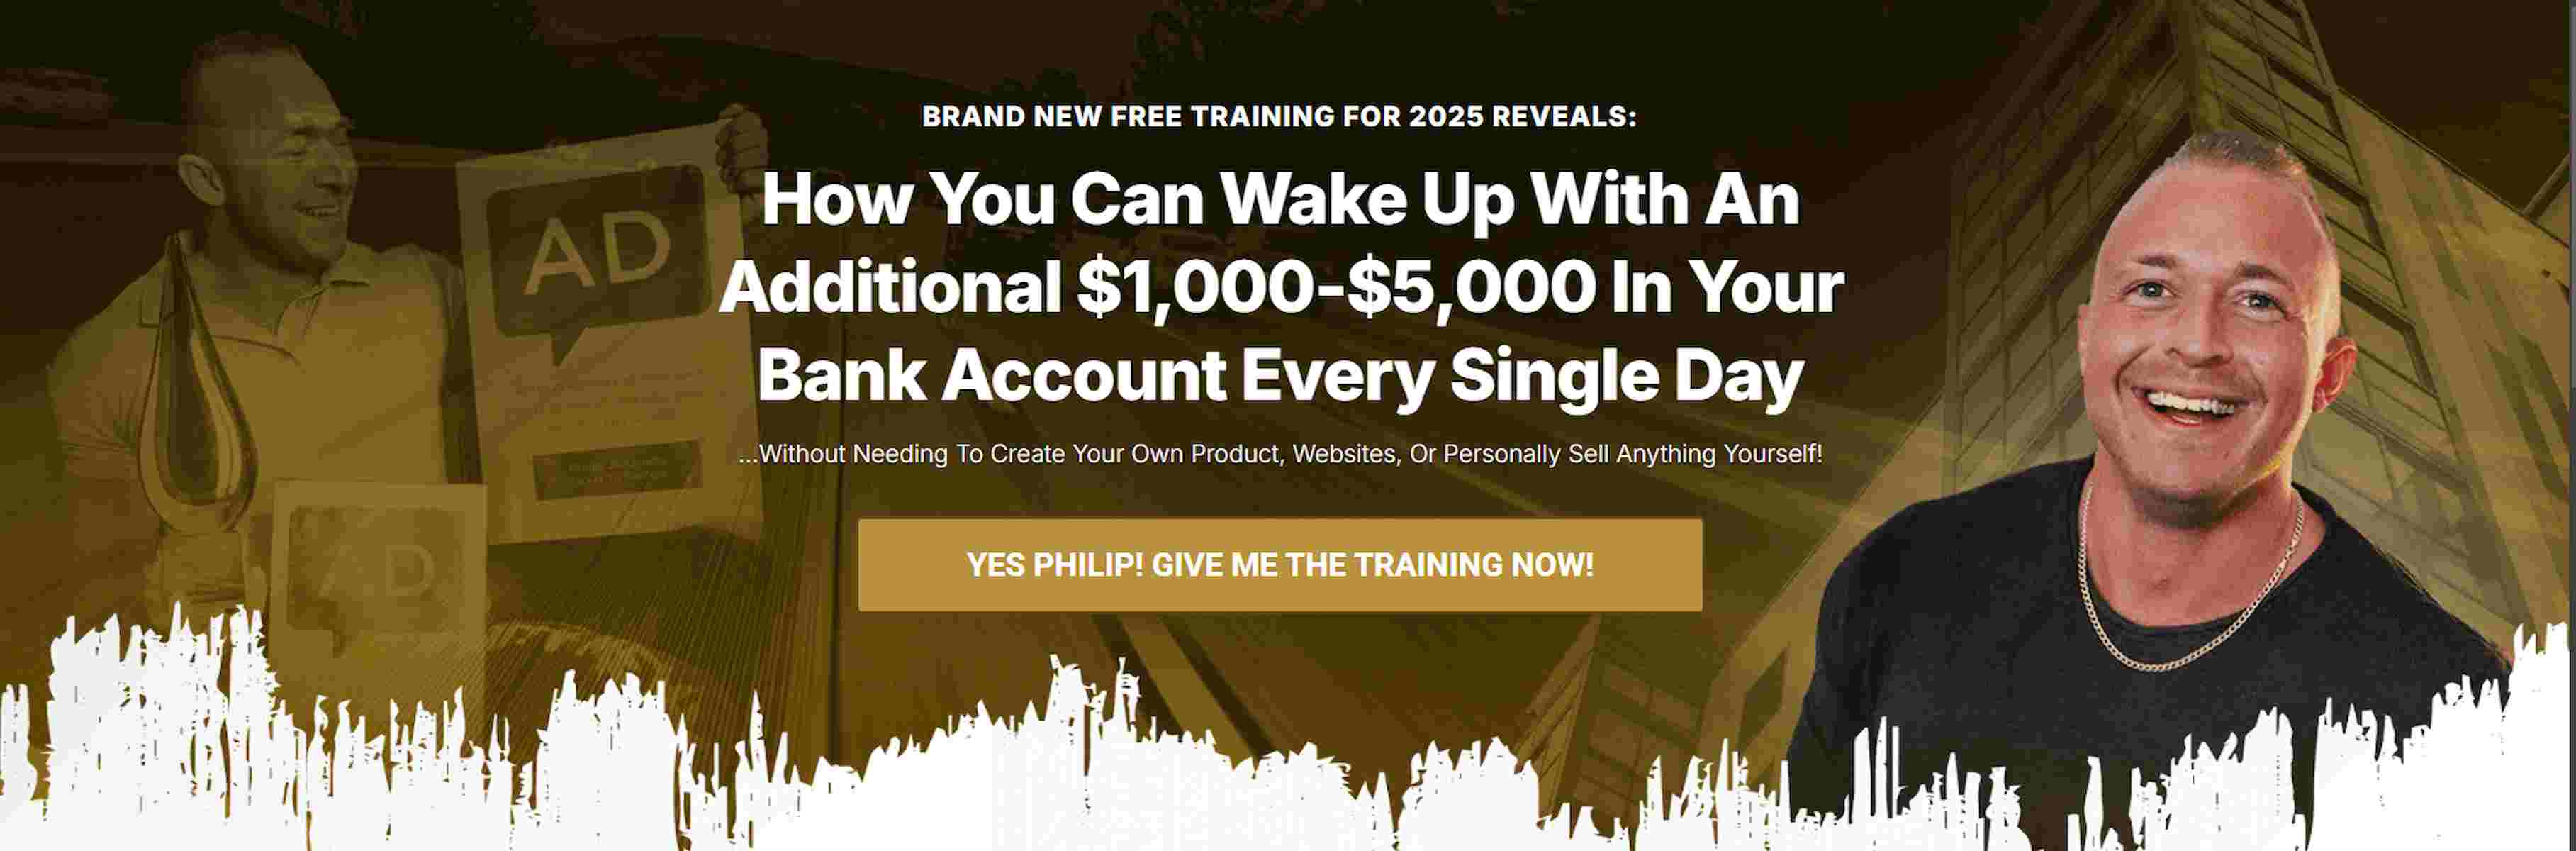 BRAND NEW FREE TRAINING FOR 2025 REVEALS:
How You Can Wake Up With An
Additional $1,000-$5,000 In Your
Bank Account Every Single Day
...Without Needing To Create Your Own Product, Websites, Or Personally Sell Anything Yourself!
YES PHILIP! GIVE ME THE TRAINING NOW!
AD
AD